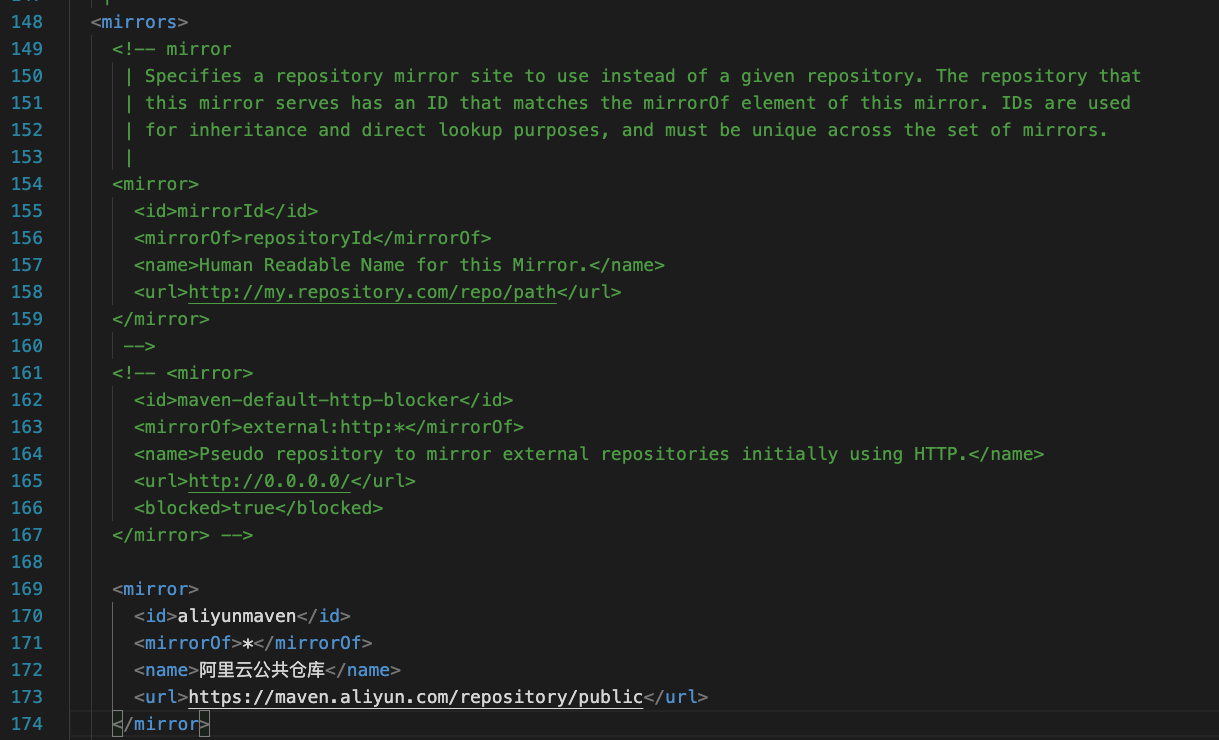 148 <mirrors>
149 <!-- mirror
150 | Specifies a repository mirror site to use instead of a given repository. The repository that
151 | this mirror serves has an ID that matches the mirrorOf element of this mirror. IDs are used
152 | for inheritance and direct lookup purposes, and must be unique across the set of mirrors.
153 |
154 <mirror>
155 <id>mirrorId</id>
156 <mirrorOf>repositoryId</mirrorOf>
157 <name>Human Readable Name for this Mirror.</name>
158 <url>http://my.repository.com/repo/path</url>
159 </mirror>
160 -->
161 <!-- <mirror>
162 <id>maven-default-http-blocker</id>
163 <mirrorOf>external:http:*</mirrorOf>
164 <name>Pseudo repository to mirror external repositories initially using HTTP.</name>
165 <url>http://0.0.0.0/</url>
166 <blocked>true</blocked>
167 </mirror> -->
168
169 <mirror>
170 <id>aliyunmaven</id>
171 <mirrorOf>*</mirrorOf>
172 <name>阿里云公共仓库</name>
173 <url>https://maven.aliyun.com/repository/public</url>
174 </mirror>